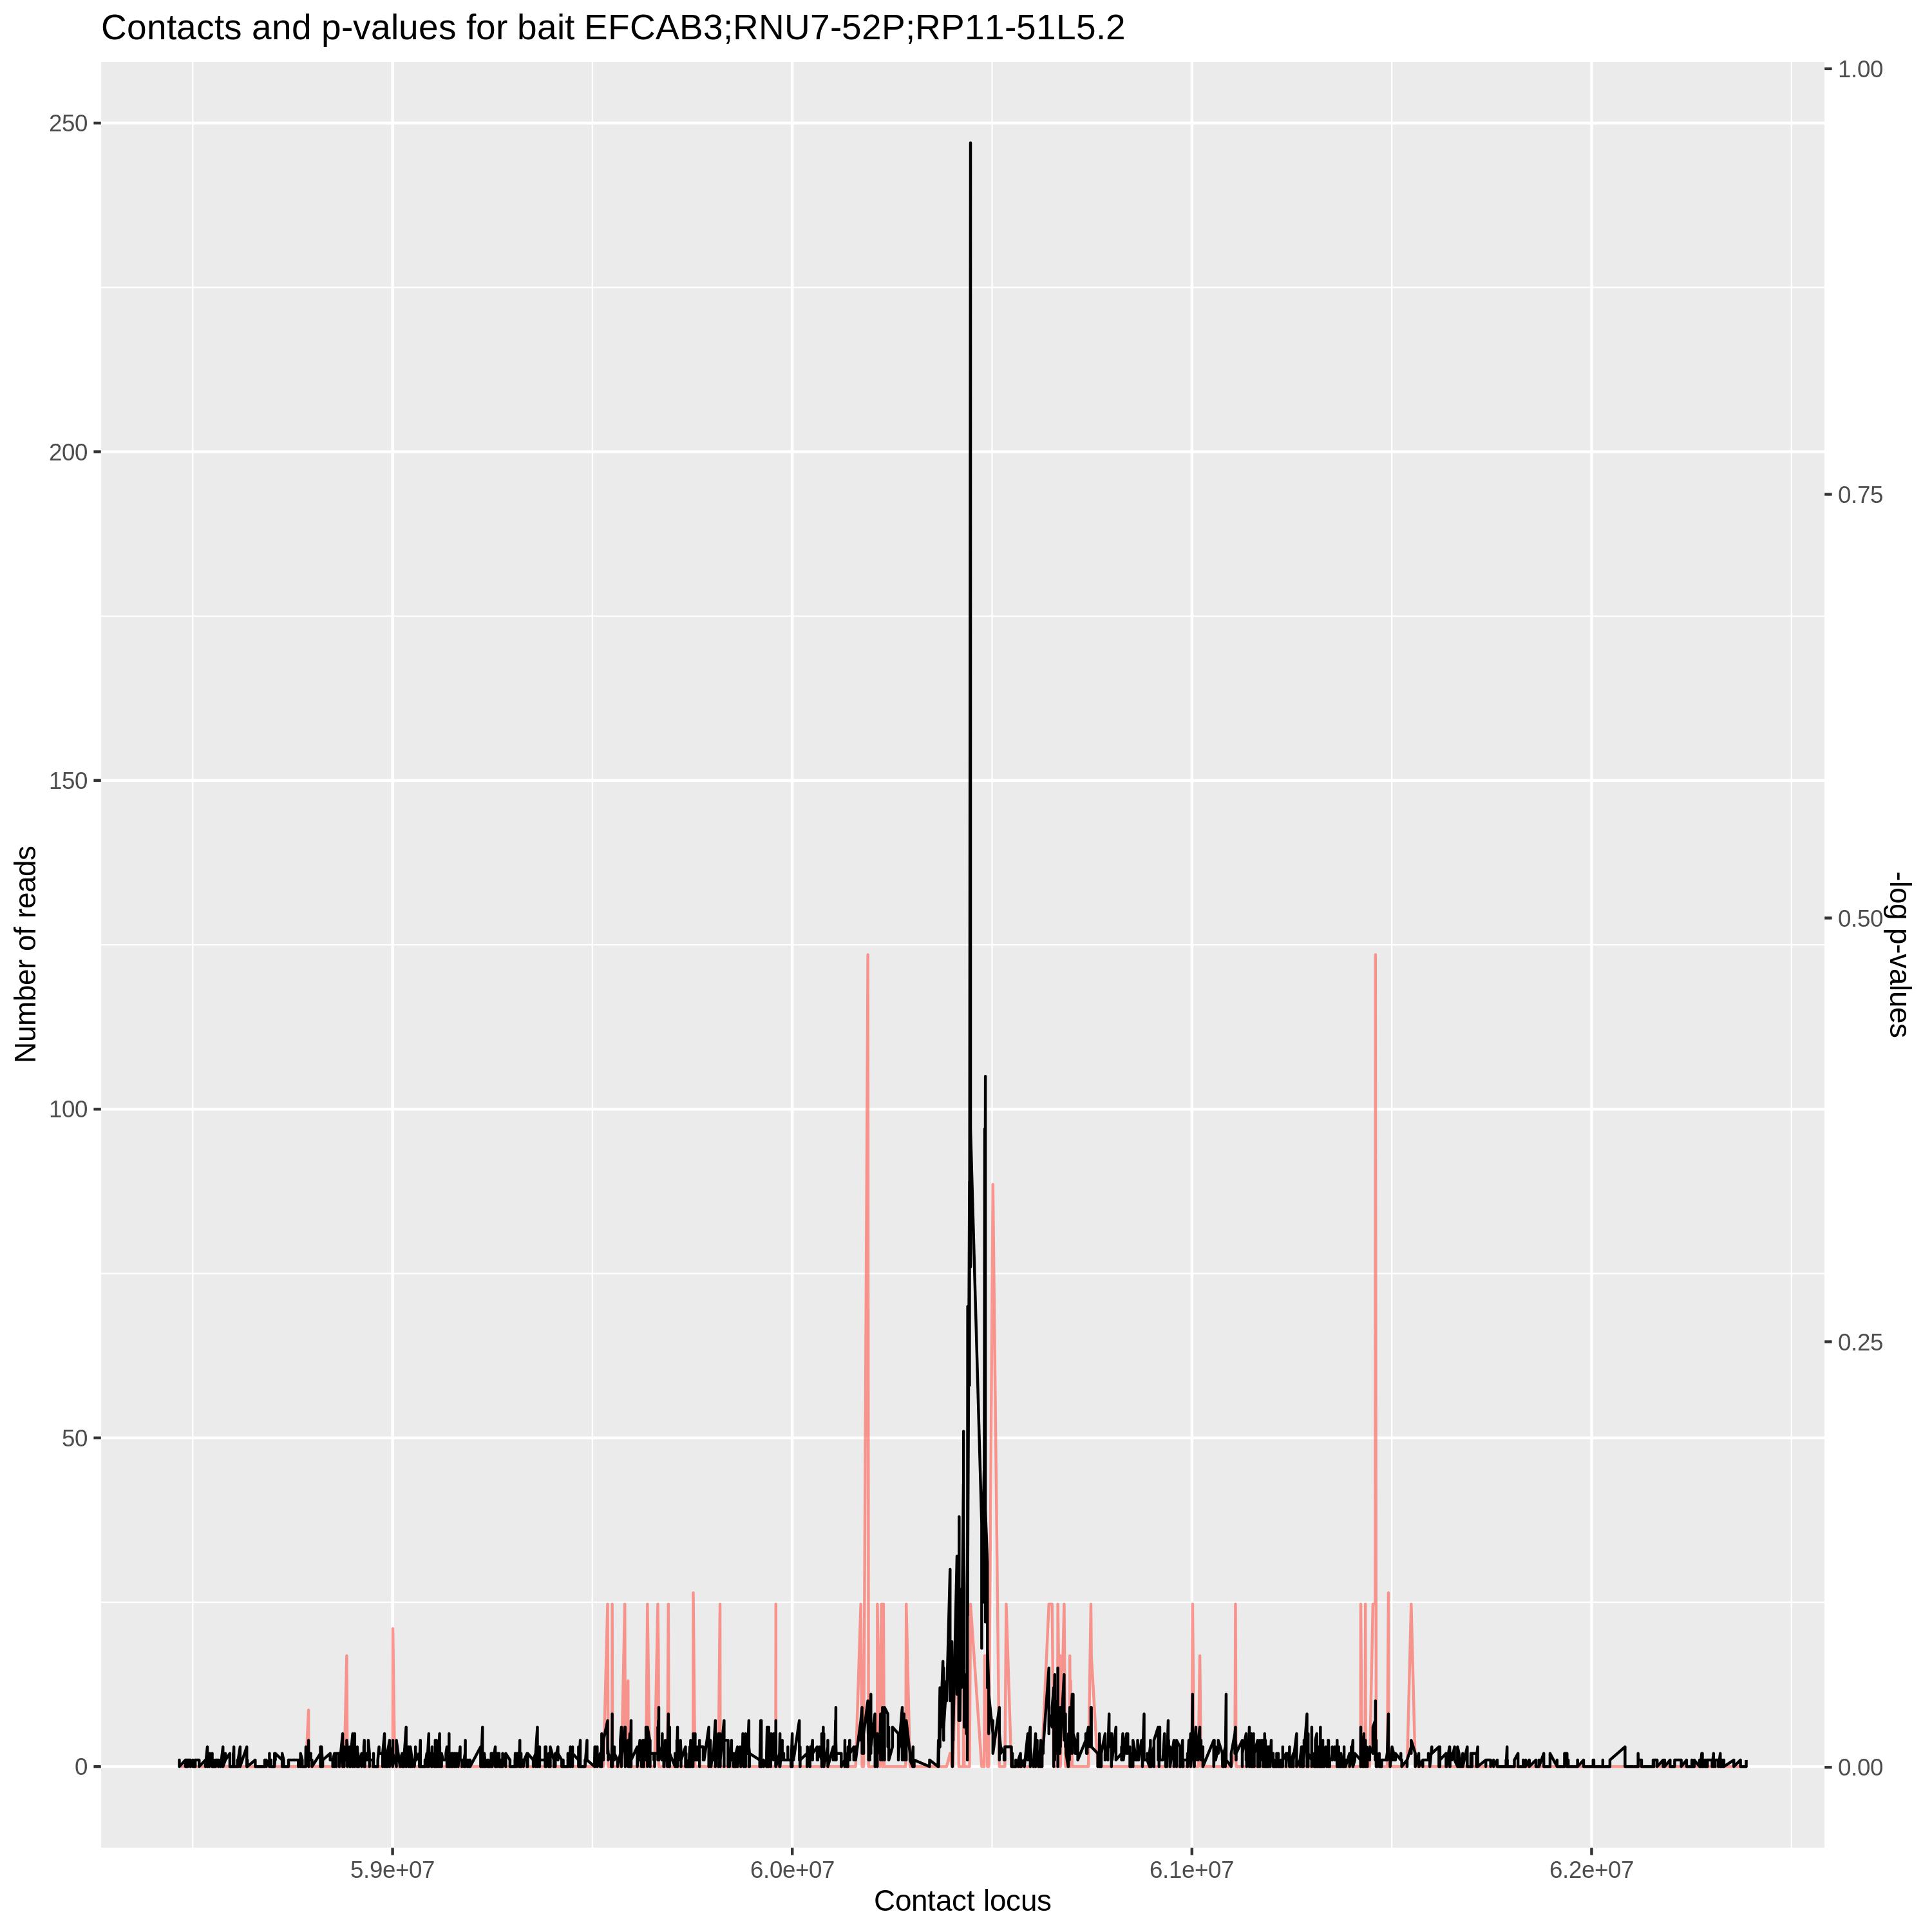 Contacts and p-values for bait EFCAB3;RNU7-52P;RP11-51L5.2
250
200
150
100
50
0
Number of reads
1.00
0.75
0.50
0.25
0.00
-log p-values
5.9e+07
6.0e+07
6.1e+07
6.2e+07
Contact locus